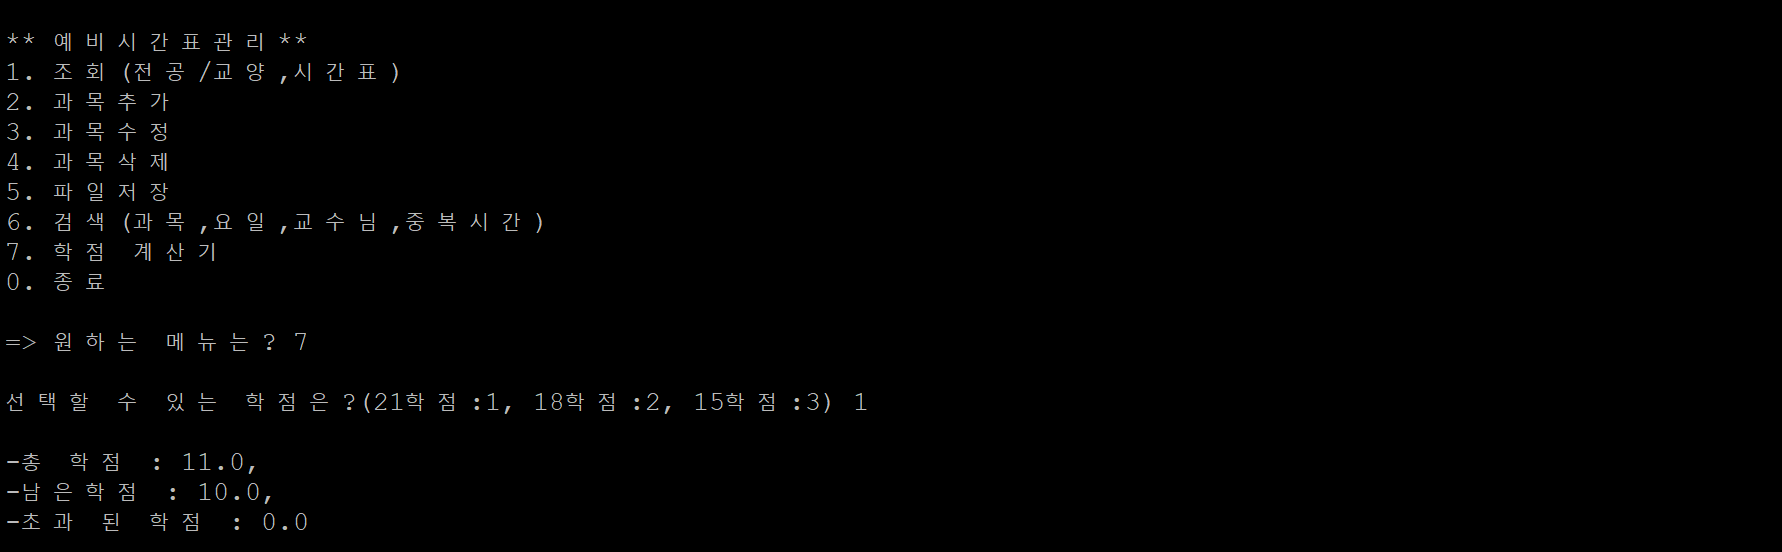 ** 예비시간표관리 **
1. 조회(전공/교양,시간표)
2. 과목추가
3. 과목수정
4. 과목삭제
5. 파일저장
6. 검색(과목,요일,교수님,중복시간)
7. 학점 계산기
0. 종료
=> 원하는 메뉴는? 7
선택할 수 있는 학점은?(21학점:1, 18학점:2, 15학점:3) 1
-총 학점 : 11.0,
-남은학점 : 10.0,
-초과 된 학점 : 0.0